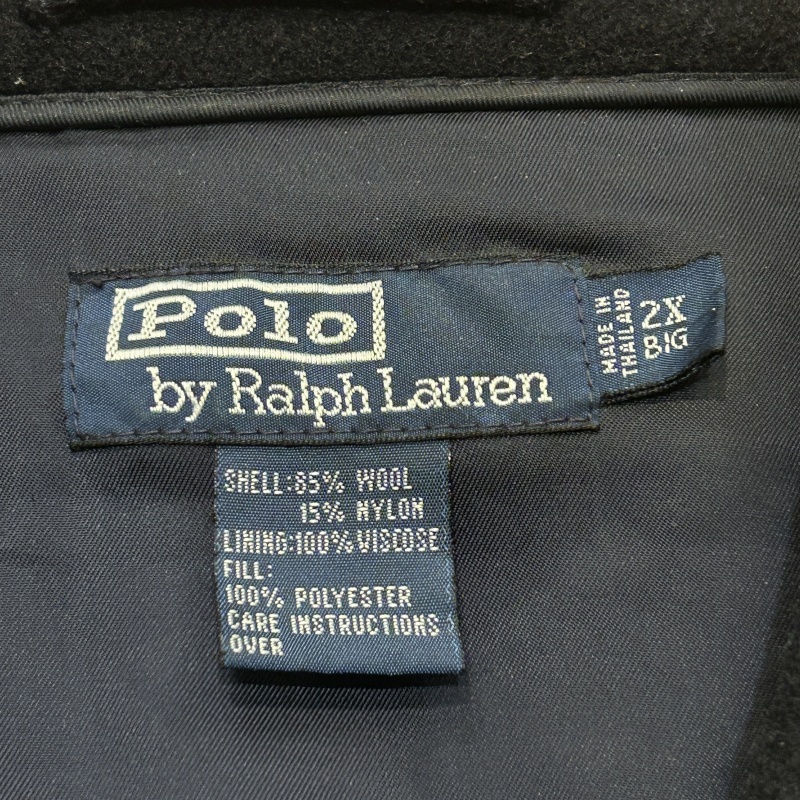 Polo
by Ralph Lauren
MADE IN
THAILAND
2X
BIG
SHELL:85% WOOL
15% NYLON
LINING:100% VISCOSE
FILL:
100% POLYESTER
CARE INSTRUCTIONS
OVER